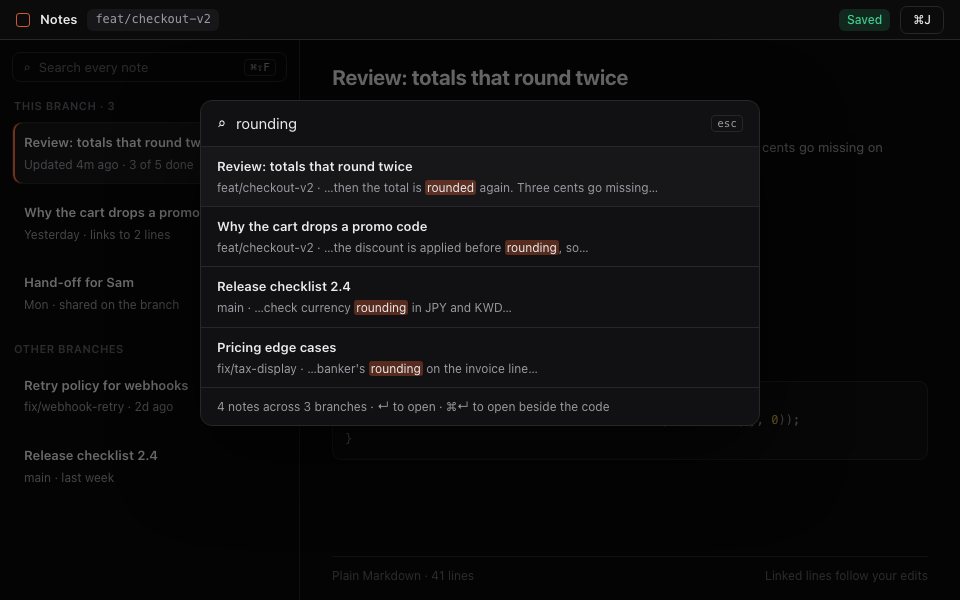 Notes feat/checkout-v2 Saved ⌘J
Search every note ⌘⇧F
THIS BRANCH · 3
Review: totals that round tw
Updated 4m ago · 3 of 5 done
Why the cart drops a promo
Yesterday · links to 2 lines
Hand-off for Sam
Mon · shared on the branch
OTHER BRANCHES
Retry policy for webhooks
fix/webhook-retry · 2d ago
Release checklist 2.4
main · last week
Review: totals that round twice
cents go missing on
rounding esc
Review: totals that round twice
feat/checkout-v2 · …then the total is rounded again. Three cents go missing…
Why the cart drops a promo code
feat/checkout-v2 · …the discount is applied before rounding, so…
Release checklist 2.4
main · …check currency rounding in JPY and KWD…
Pricing edge cases
fix/tax-display · …banker's rounding on the invoice line…
4 notes across 3 branches · ↵ to open · ⌘↵ to open beside the code
, 0));
}
Plain Markdown · 41 lines
Linked lines follow your edits